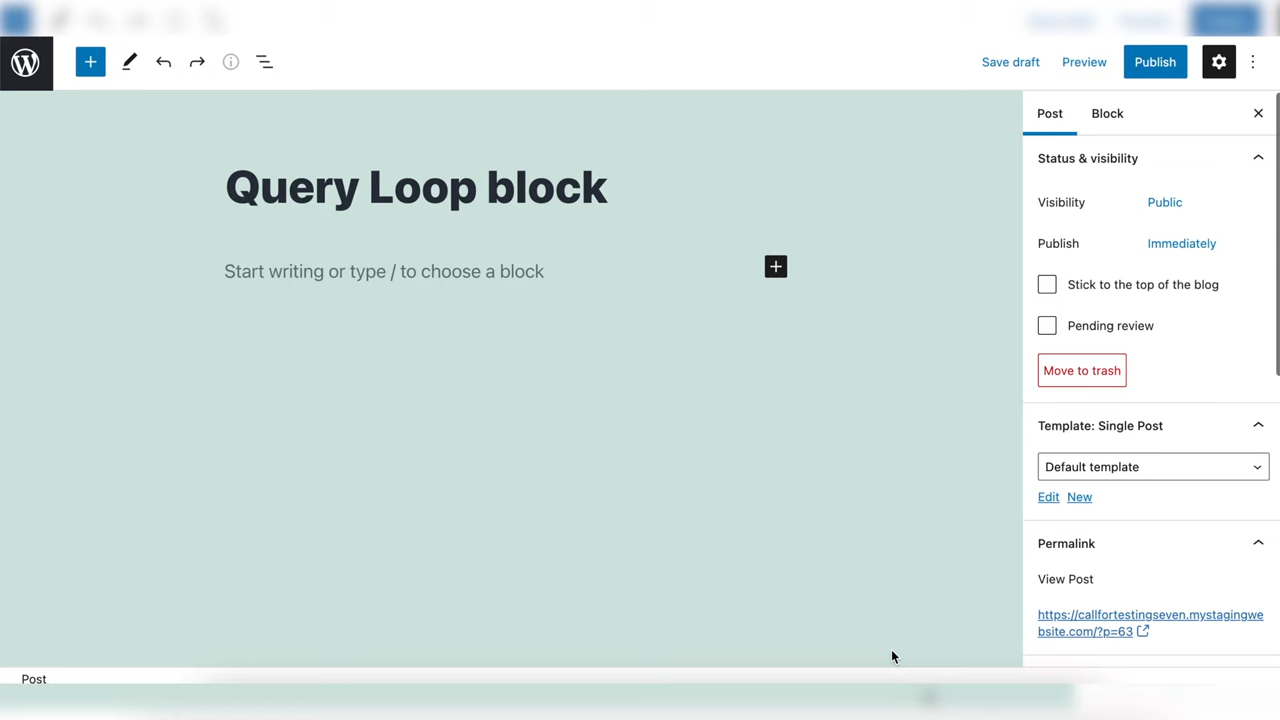 Save draft
Preview
Publish
Post
Block
Status & visibility
Visibility
Public
Publish
Immediately
Stick to the top of the blog
Pending review
Move to trash
Template: Single Post
Default template
Edit
New
Permalink
View Post
https://callfortestingseven.mystagingwe
bsite.com/?p=63
Query Loop block
Start writing or type / to choose a block
Post